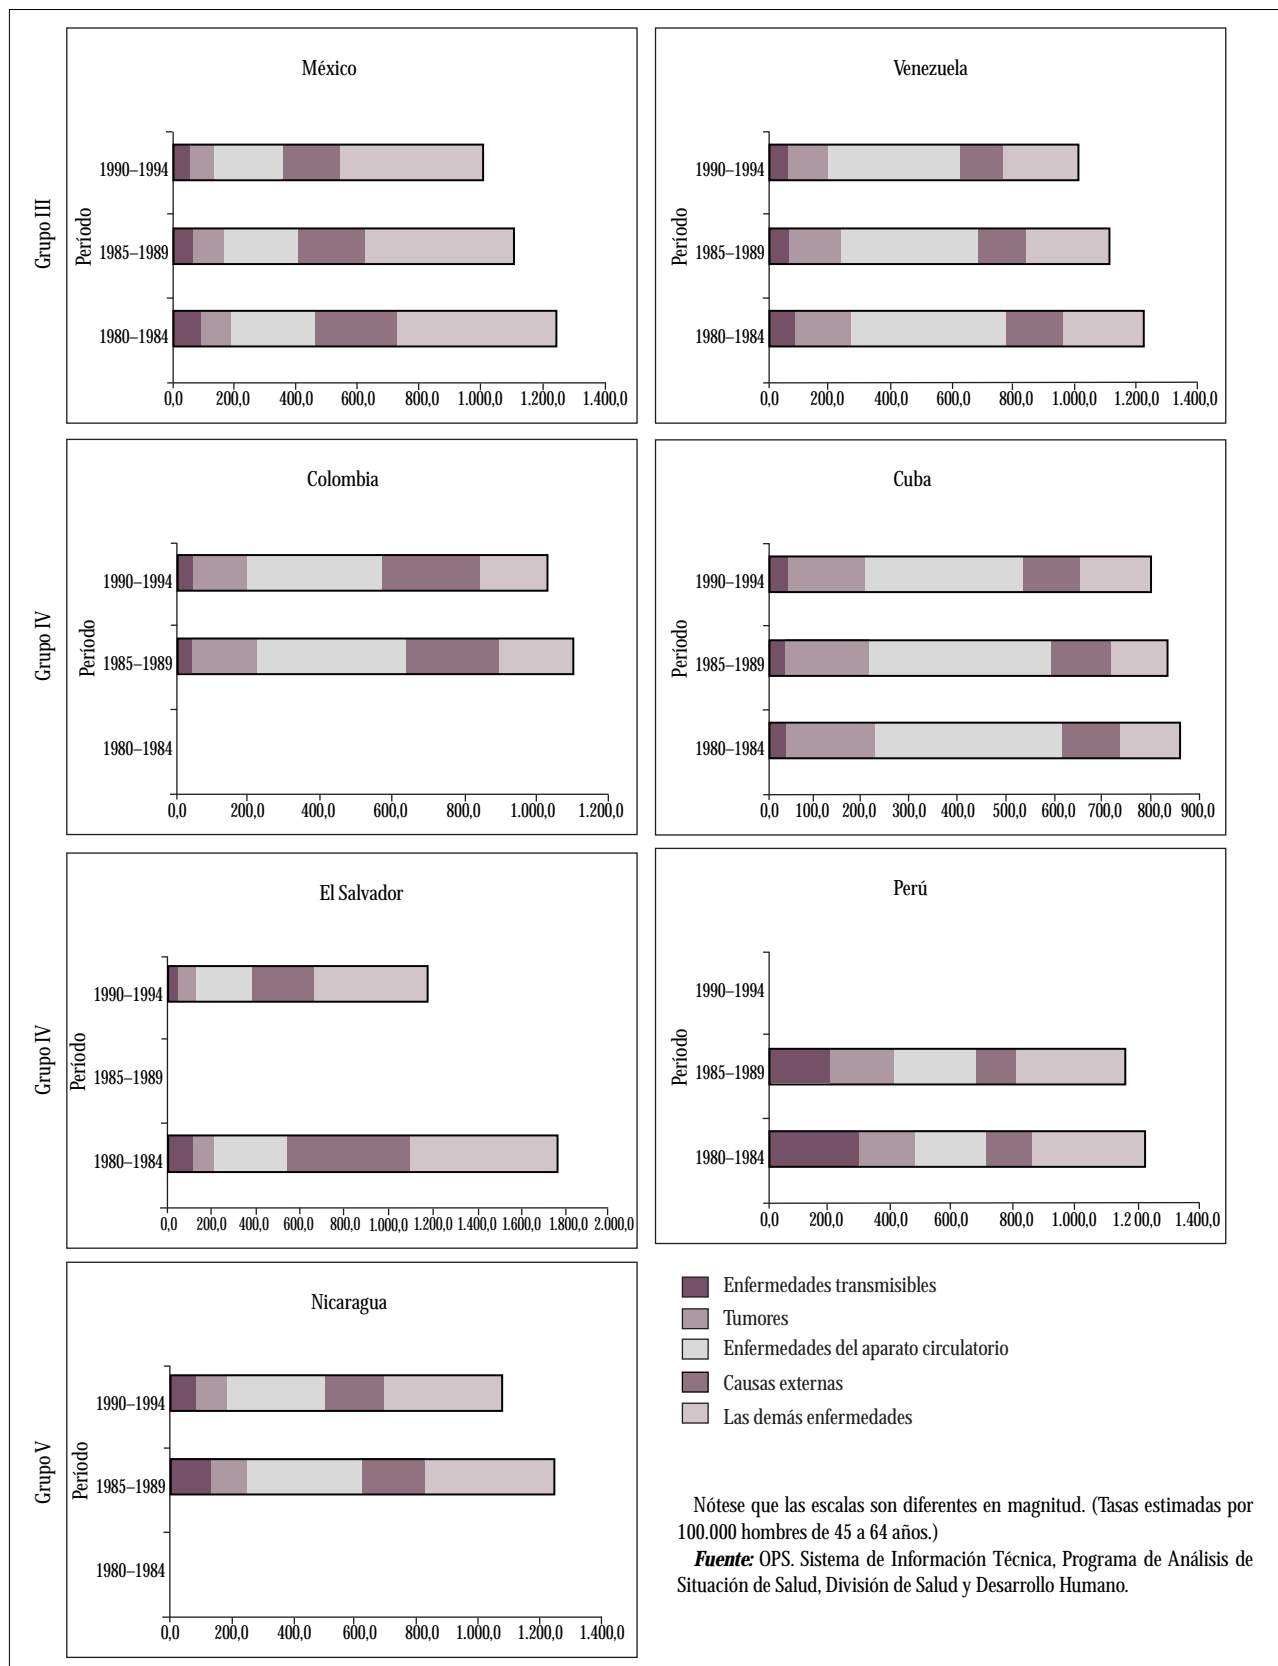 México
Grupo III
Período
1990–1994
1985–1989
1980–1984
0,0 200,0 400,0 600,0 800,0 1.000,0 1.200,0 1.400,0
Venezuela
Período
1990–1994
1985–1989
1980–1984
0,0 200,0 400,0 600,0 800,0 1.000,0 1.200,0 1.400,0
Colombia
Grupo IV
Período
1990–1994
1985–1989
1980–1984
0,0 200,0 400,0 600,0 800,0 1.000,0 1.200,0
Cuba
Período
1990–1994
1985–1989
1980–1984
0,0 100,0 200,0 300,0 400,0 500,0 600,0 700,0 800,0 900,0
El Salvador
Grupo IV
Período
1990–1994
1985–1989
1980–1984
0,0 200,0 400,0 600,0 800,0 1.000,0 1.200,0 1.400,0 1.600,0 1.800,0 2.000,0
Perú
Período
1990–1994
1985–1989
1980–1984
0,0 200,0 400,0 600,0 800,0 1.000,0 1.200,0 1.400,0
Nicaragua
Grupo V
Período
1990–1994
1985–1989
1980–1984
0,0 200,0 400,0 600,0 800,0 1.000,0 1.200,0 1.400,0
Enfermedades transmisibles
Tumores
Enfermedades del aparato circulatorio
Causas externas
Las demás enfermedades
Nótese que las escalas son diferentes en magnitud. (Tasas estimadas por
100.000 hombres de 45 a 64 años.)
Fuente: OPS. Sistema de Información Técnica, Programa de Análisis de
Situación de Salud, División de Salud y Desarrollo Humano.